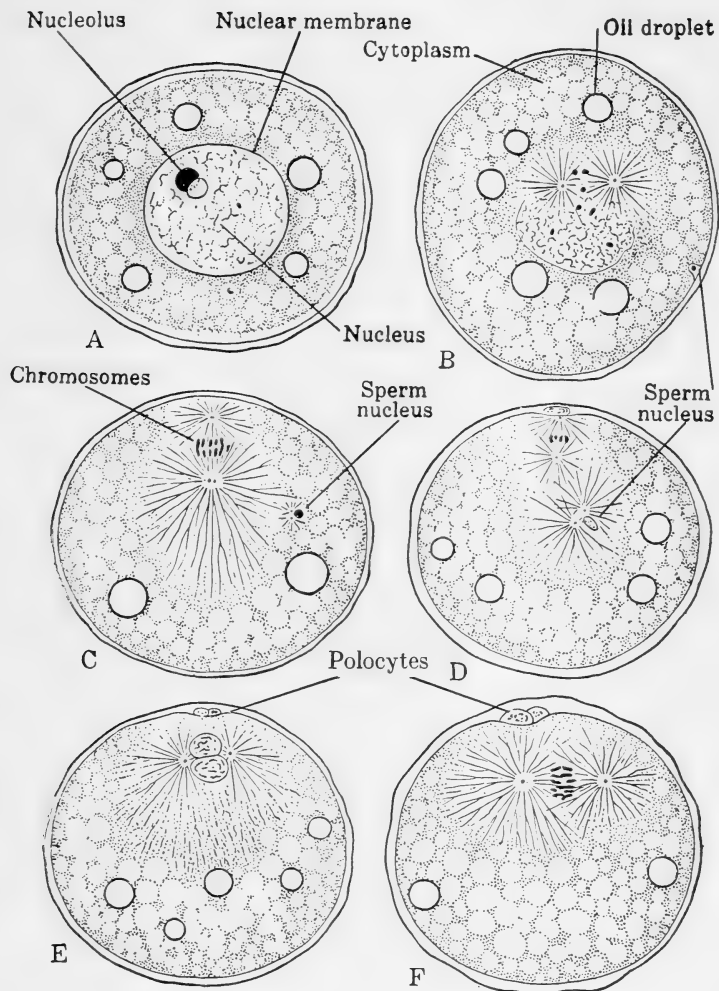 Nucleolus
Nuclear membrane
Oil droplet
Cytoplasm
A
Nucleus
B
Chromosomes
Sperm
nucleus
Sperm
nucleus
C
Polocytes
D
E
F